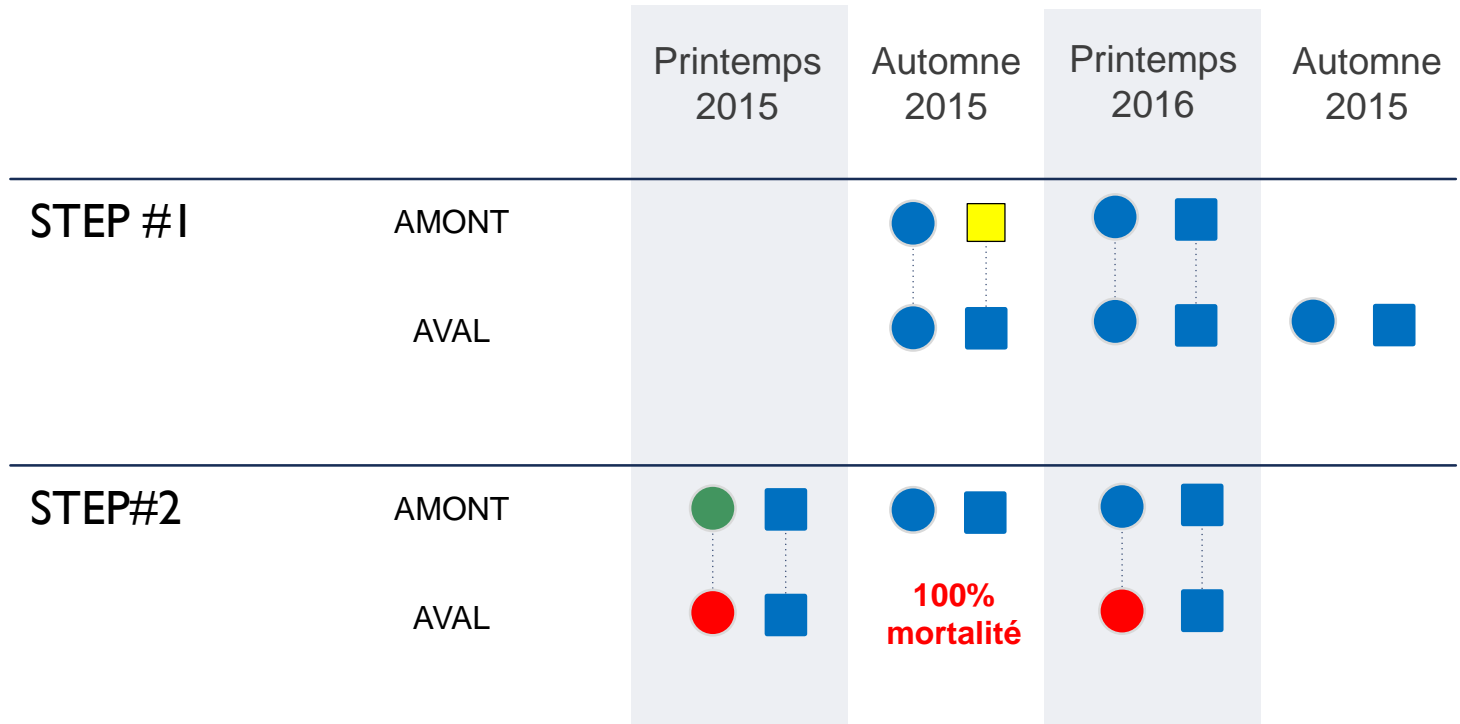 Printemps
2015
Automne
2015
Printemps
2016
Automne
2015
STEP #1
AMONT
AVAL
STEP#2
AMONT
AVAL
100%
mortalité